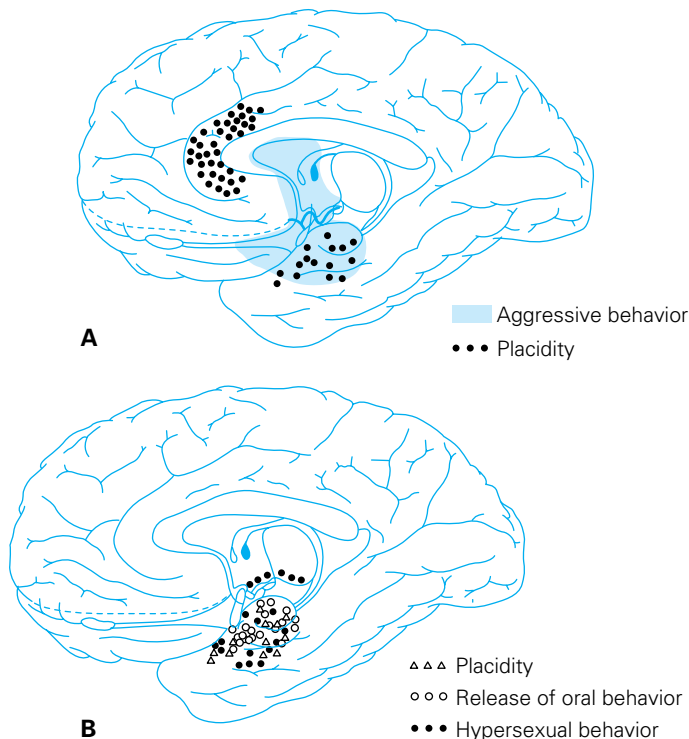 A
Aggressive behavior
Placidity
B
Placidity
Release of oral behavior
Hypersexual behavior